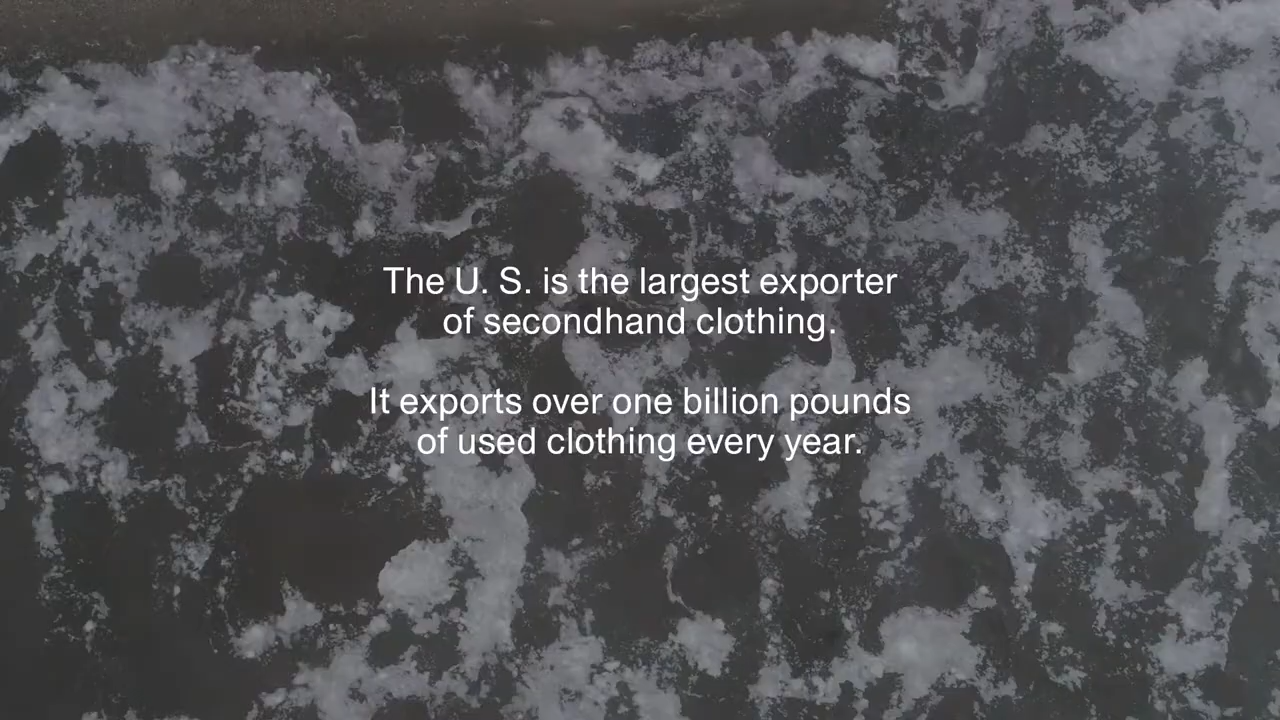 The U. S. is the largest exporter
of secondhand clothing.
It exports over one billion pounds
of used clothing every year.